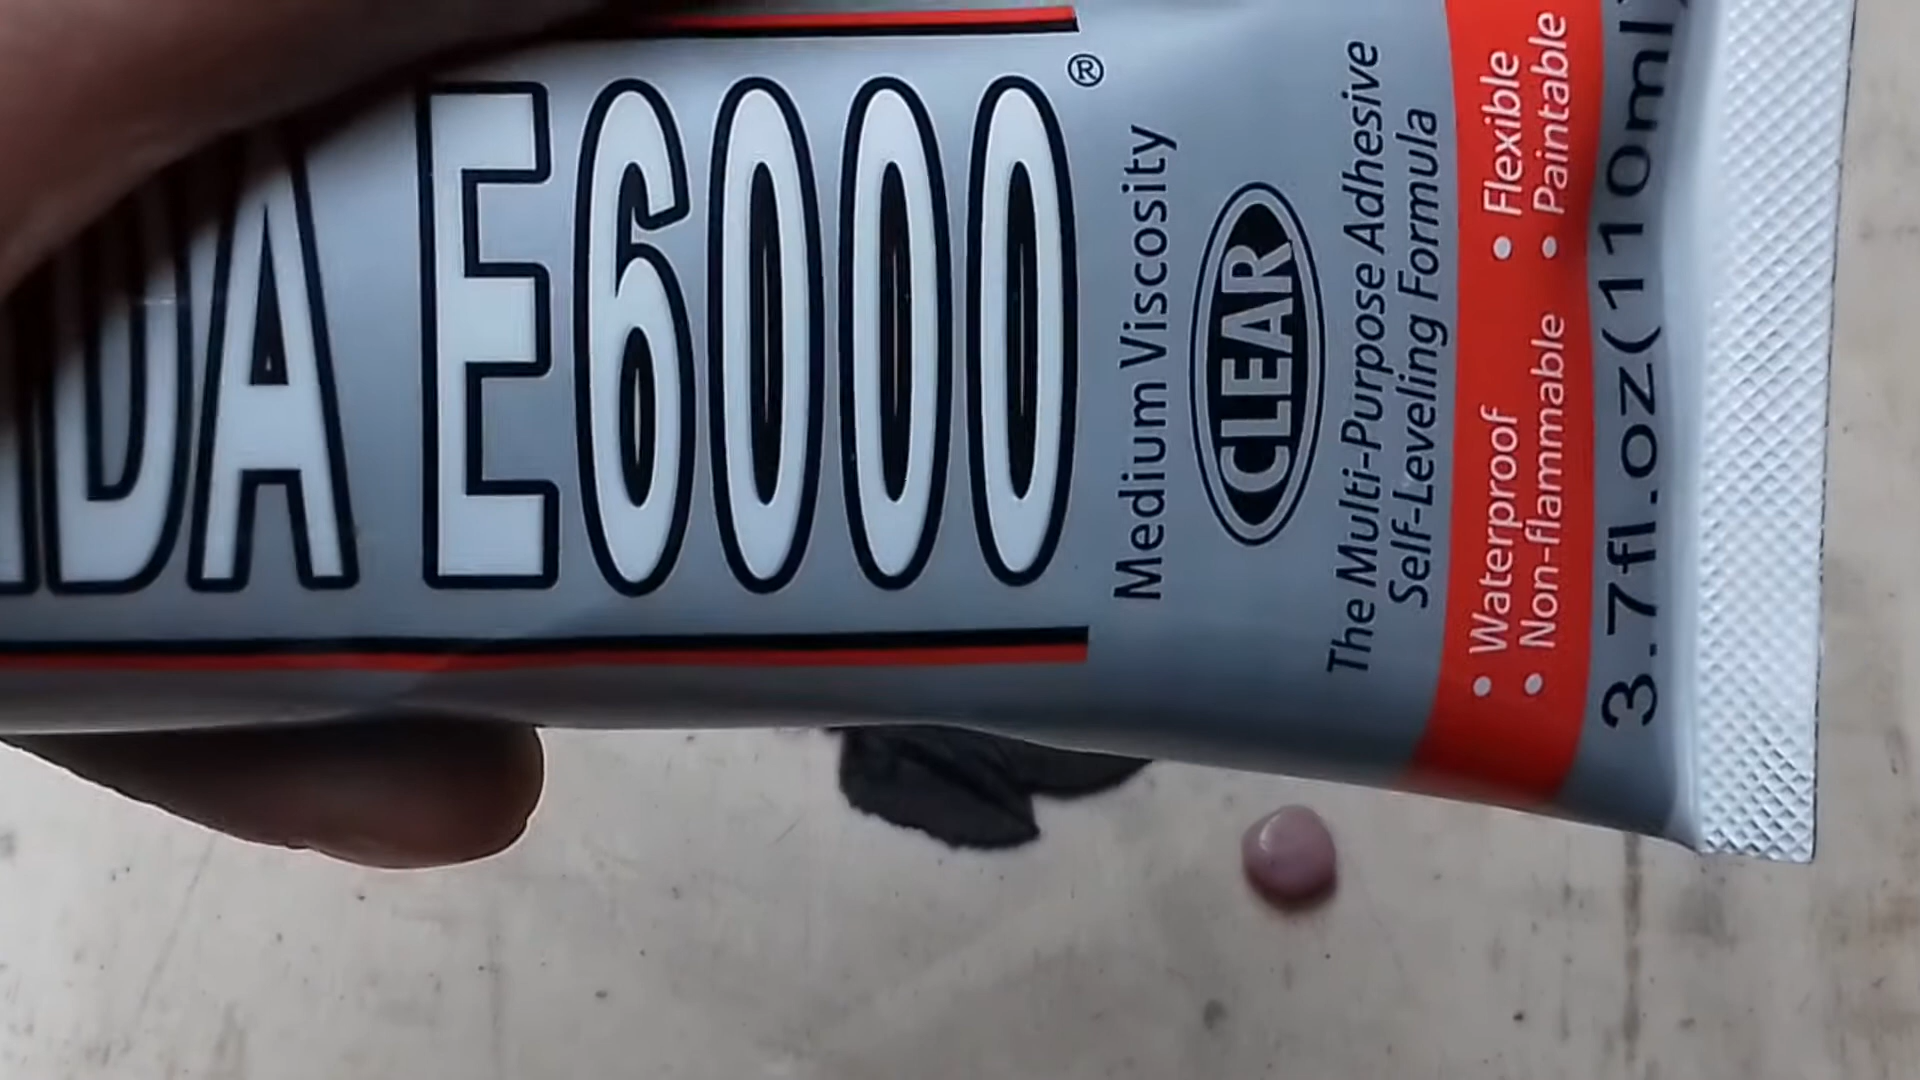 DA E6000®
Medium Viscosity
CLEAR
The Multi-Purpose Adhesive
Self-Leveling Formula
• Waterproof • Flexible
• Non-flammable • Paintable
3.7fl.oz(110ml)